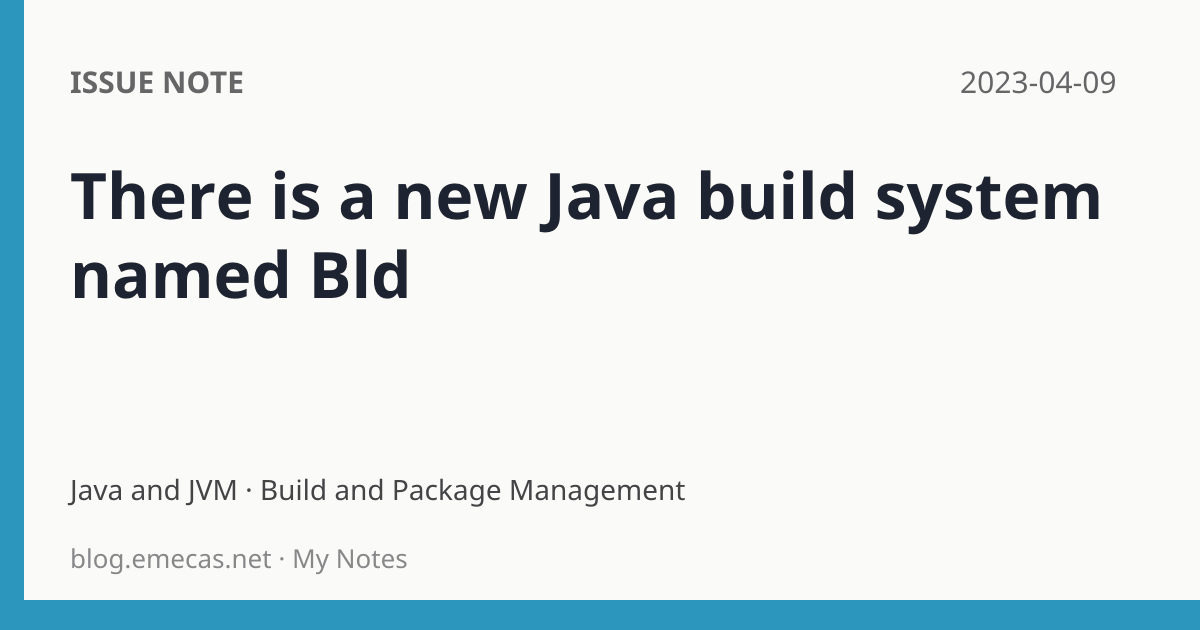 ISSUE NOTE
2023-04-09
There is a new Java build system
named Bld
Java and JVM · Build and Package Management
blog.emecas.net · My Notes